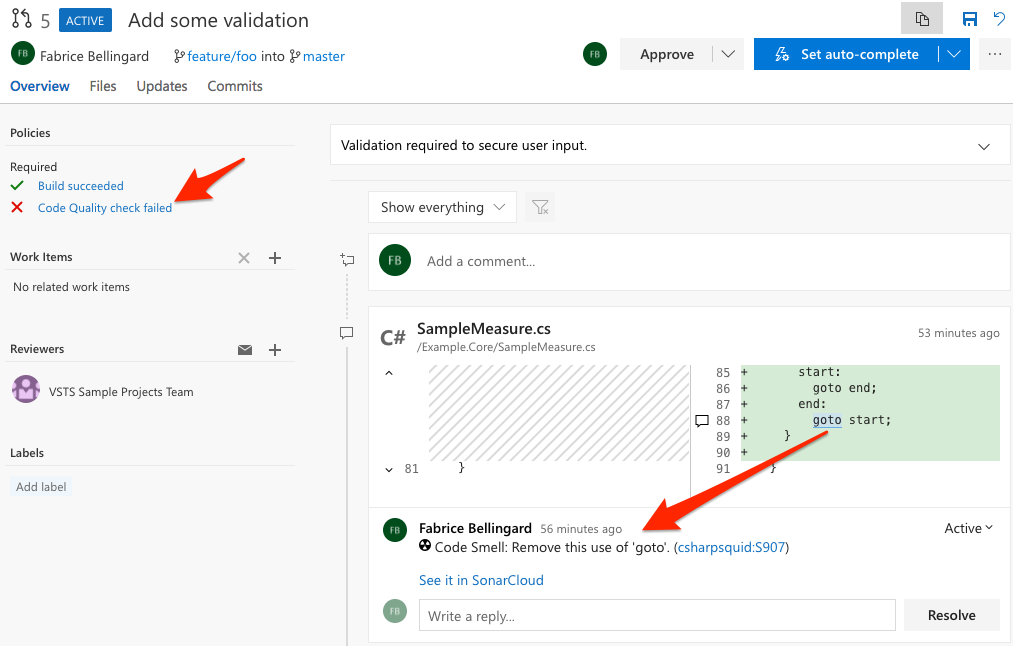 5 ACTIVE Add some validation
FB Fabrice Bellingard feature/foo into master
FB Approve Set auto-complete ...
Overview Files Updates Commits
Policies
Required
Build succeeded
Code Quality check failed
Work Items
No related work items
Reviewers
VSTS Sample Projects Team
Labels
Add label
Validation required to secure user input.
Show everything
FB Add a comment...
C# SampleMeasure.cs 53 minutes ago
/Example.Core/SampleMeasure.cs
85 + start:
86 + goto end;
87 + end:
88 + goto start;
89 + }
90 +
81 } 91 }
FB Fabrice Bellingard 56 minutes ago Active
Code Smell: Remove this use of 'goto'. (csharpsquid:S907)
See it in SonarCloud
FB Write a reply... Resolve